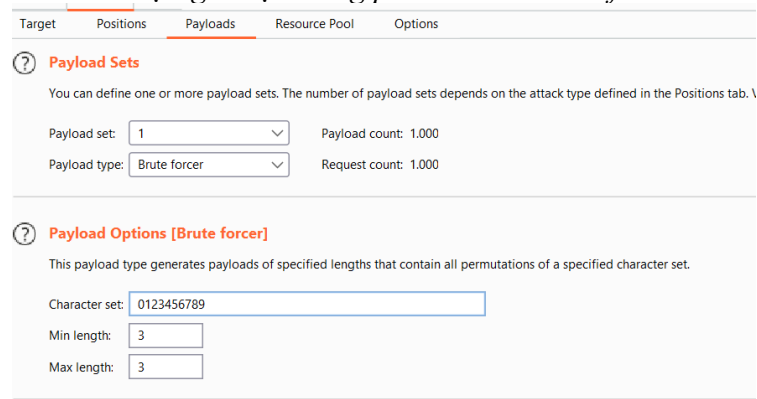 Target Positions Payloads Resource Pool Options
? Payload Sets
You can define one or more payload sets. The number of payload sets depends on the attack type defined in the Positions tab.
Payload set: 1 Payload count: 1.000
Payload type: Brute forcer Request count: 1.000
? Payload Options [Brute forcer]
This payload type generates payloads of specified lengths that contain all permutations of a specified character set.
Character set: 0123456789
Min length: 3
Max length: 3